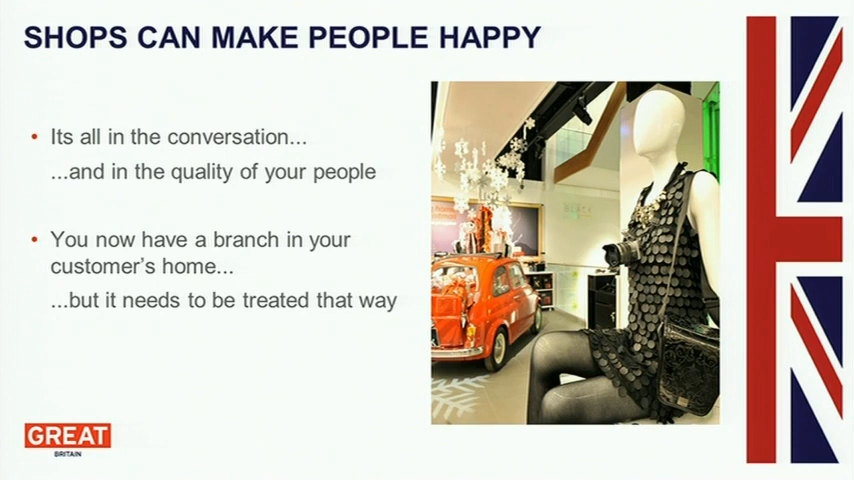 SHOPS CAN MAKE PEOPLE HAPPY
• Its all in the conversation...
...and in the quality of your people
• You now have a branch in your
customer's home...
...but it needs to be treated that way
GREAT
BRITAIN